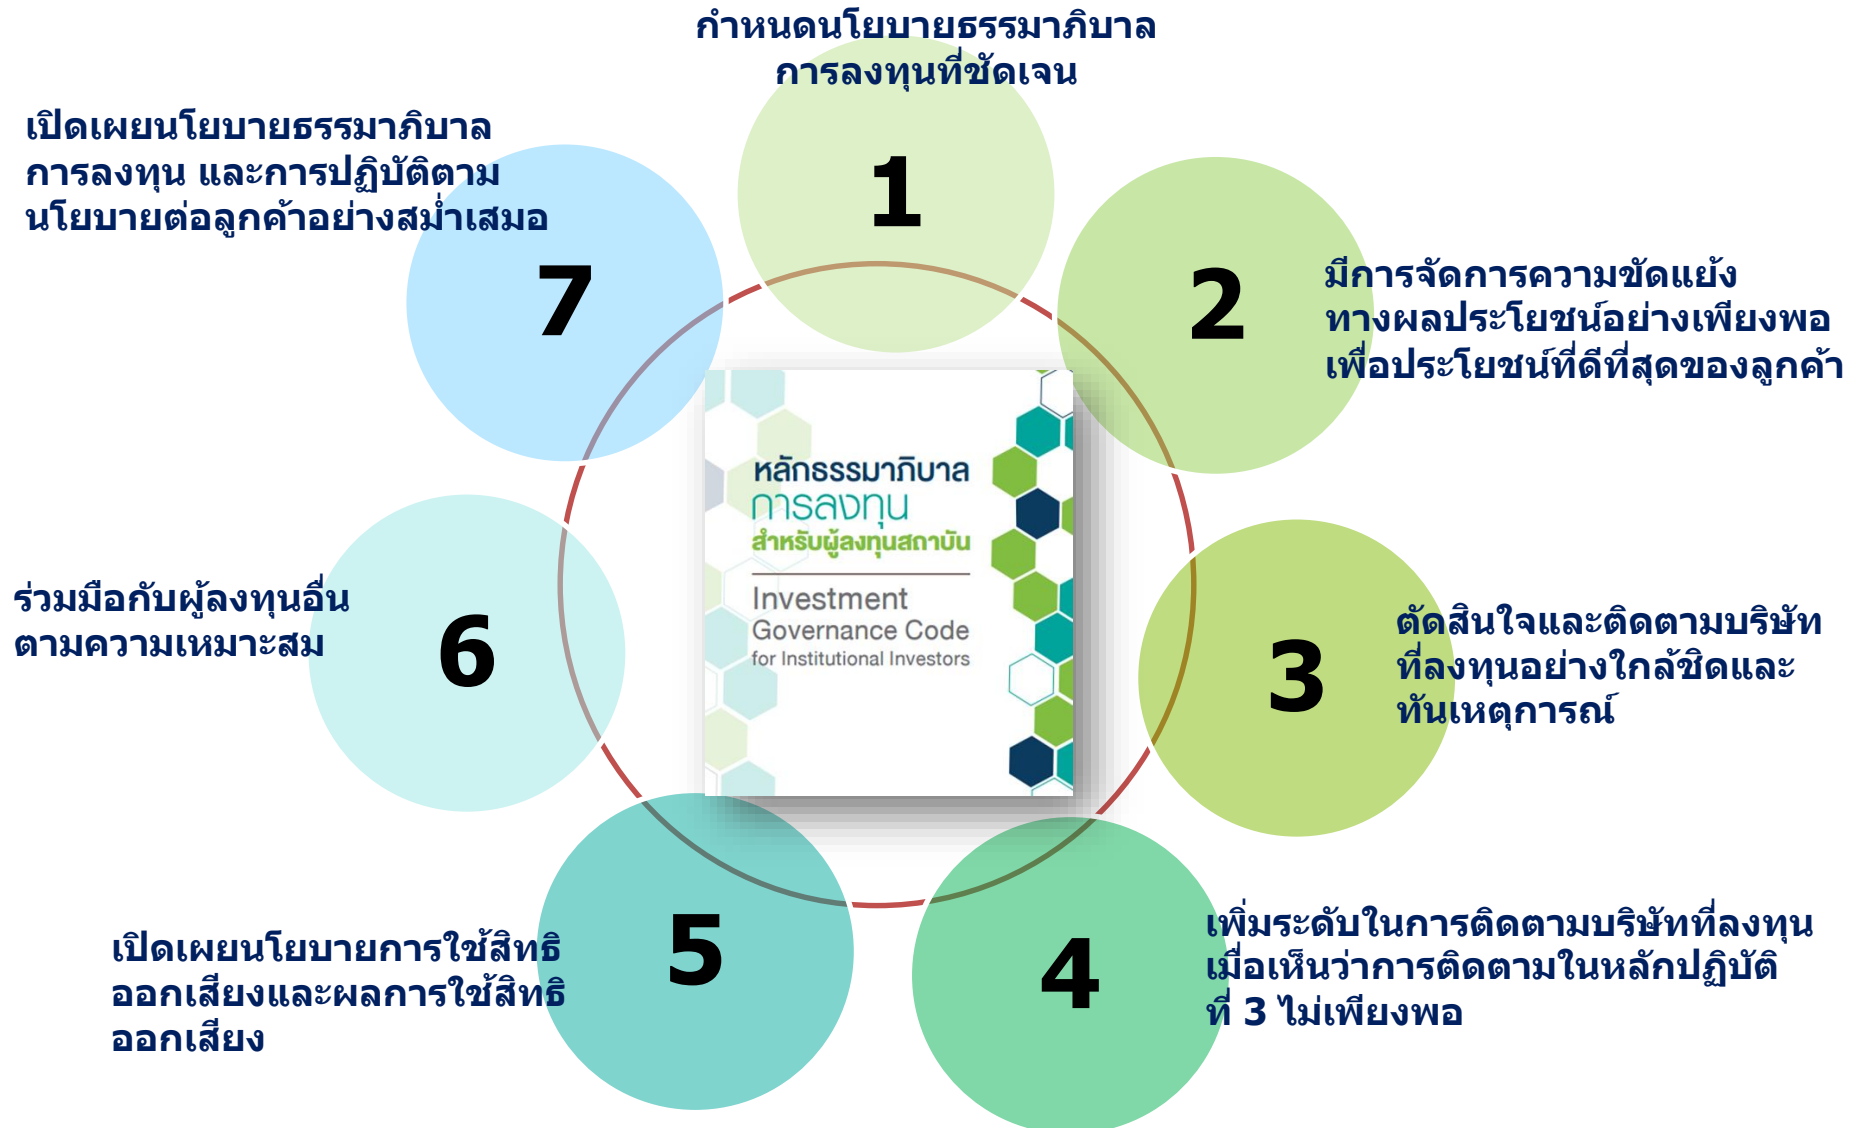 กำหนดนโยบายธรรมาภิบาล
การลงทุนที่ชัดเจน
1
มีการจัดการความขัดแย้ง
ทางผลประโยชน์อย่างเพียงพอ
เพื่อประโยชน์ที่ดีที่สุดของลูกค้า
2
ตัดสินใจและติดตามบริษัท
ที่ลงทุนอย่างใกล้ชิดและ
ทันเหตุการณ์
3
เพิ่มระดับในการติดตามบริษัทที่ลงทุน
เมื่อเห็นว่าการติดตามในหลักปฏิบัติ
ที่ 3 ไม่เพียงพอ
4
เปิดเผยนโยบายการใช้สิทธิ
ออกเสียงและผลการใช้สิทธิ
ออกเสียง
5
ร่วมมือกับผู้ลงทุนอื่น
ตามความเหมาะสม
6
เปิดเผยนโยบายธรรมาภิบาล
การลงทุน และการปฏิบัติตาม
นโยบายต่อลูกค้าอย่างสม่ำเสมอ
7
หลักธรรมาภิบาล
การลงทุน
สำหรับผู้ลงทุนสถาบัน
Investment
Governance Code
for Institutional Investors